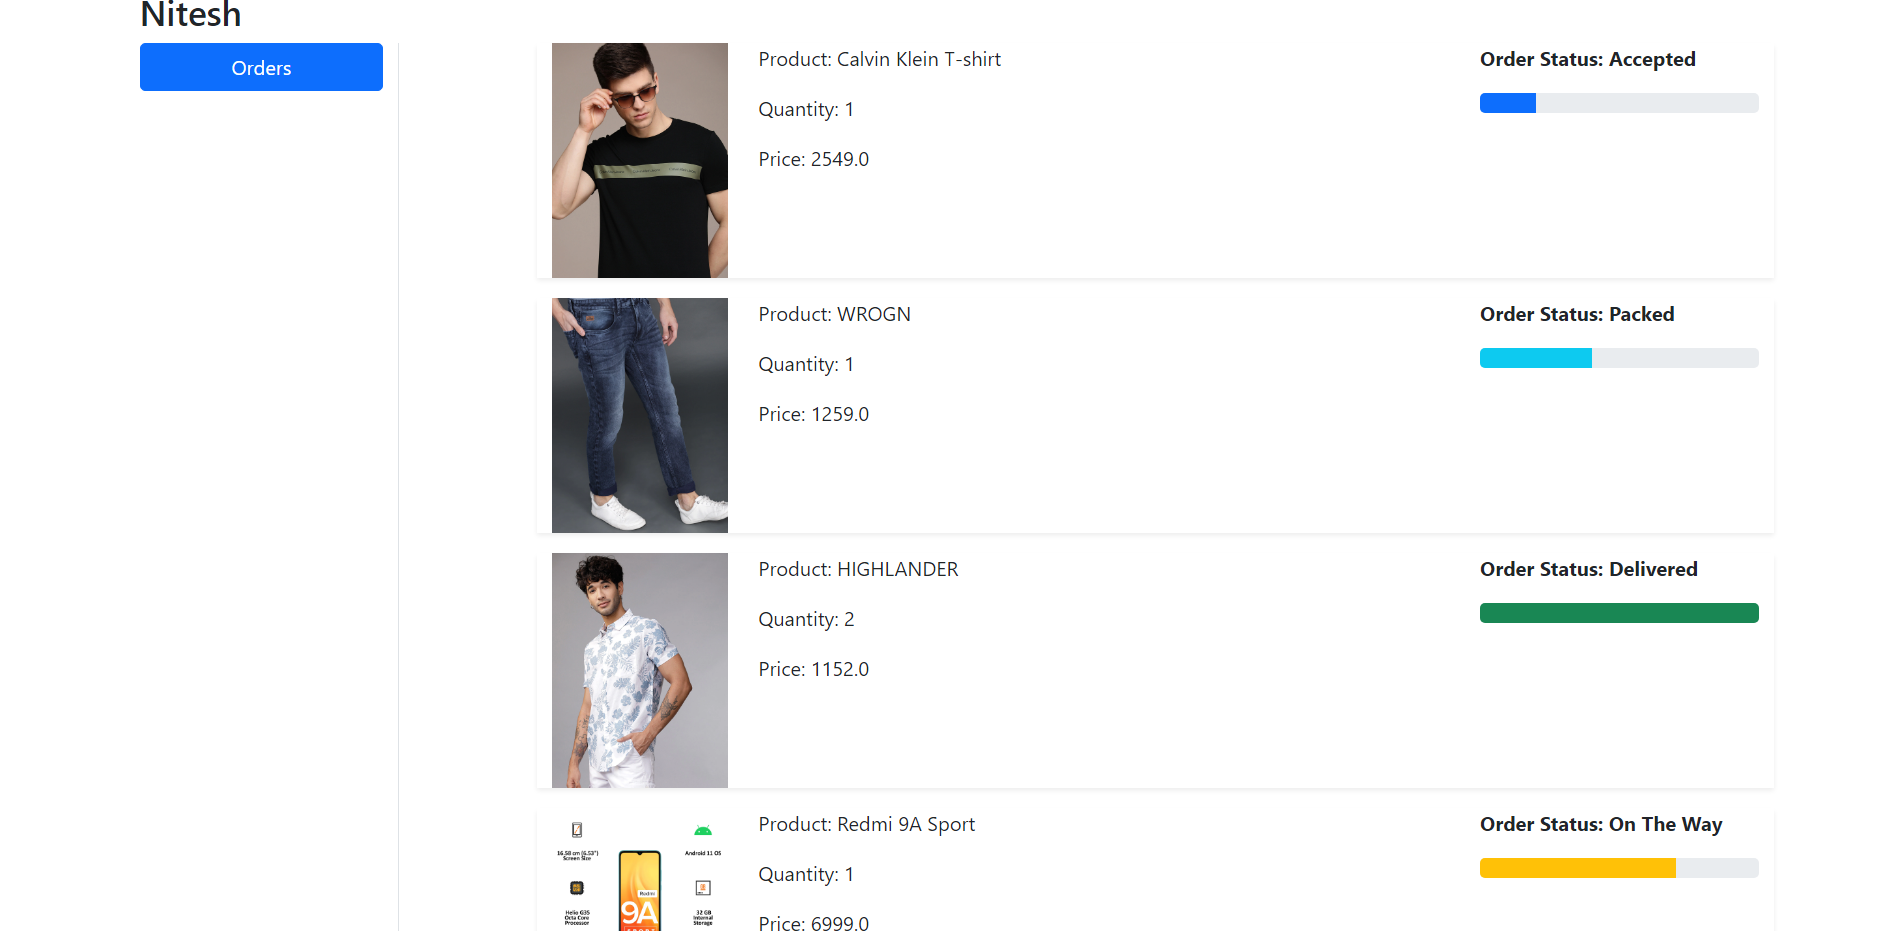 Nitesh
Orders
Product: Calvin Klein T-shirt
Quantity: 1
Price: 2549.0
Order Status: Accepted
Product: WROGN
Quantity: 1
Price: 1259.0
Order Status: Packed
Product: HIGHLANDER
Quantity: 2
Price: 1152.0
Order Status: Delivered
16.58 cm (6.53")
Screen Size
Android 11 OS
Helio G35
Octa Core
Processor
Redmi
9A
32 GB
Internal
Storage
Product: Redmi 9A Sport
Quantity: 1
Price: 6999.0
Order Status: On The Way